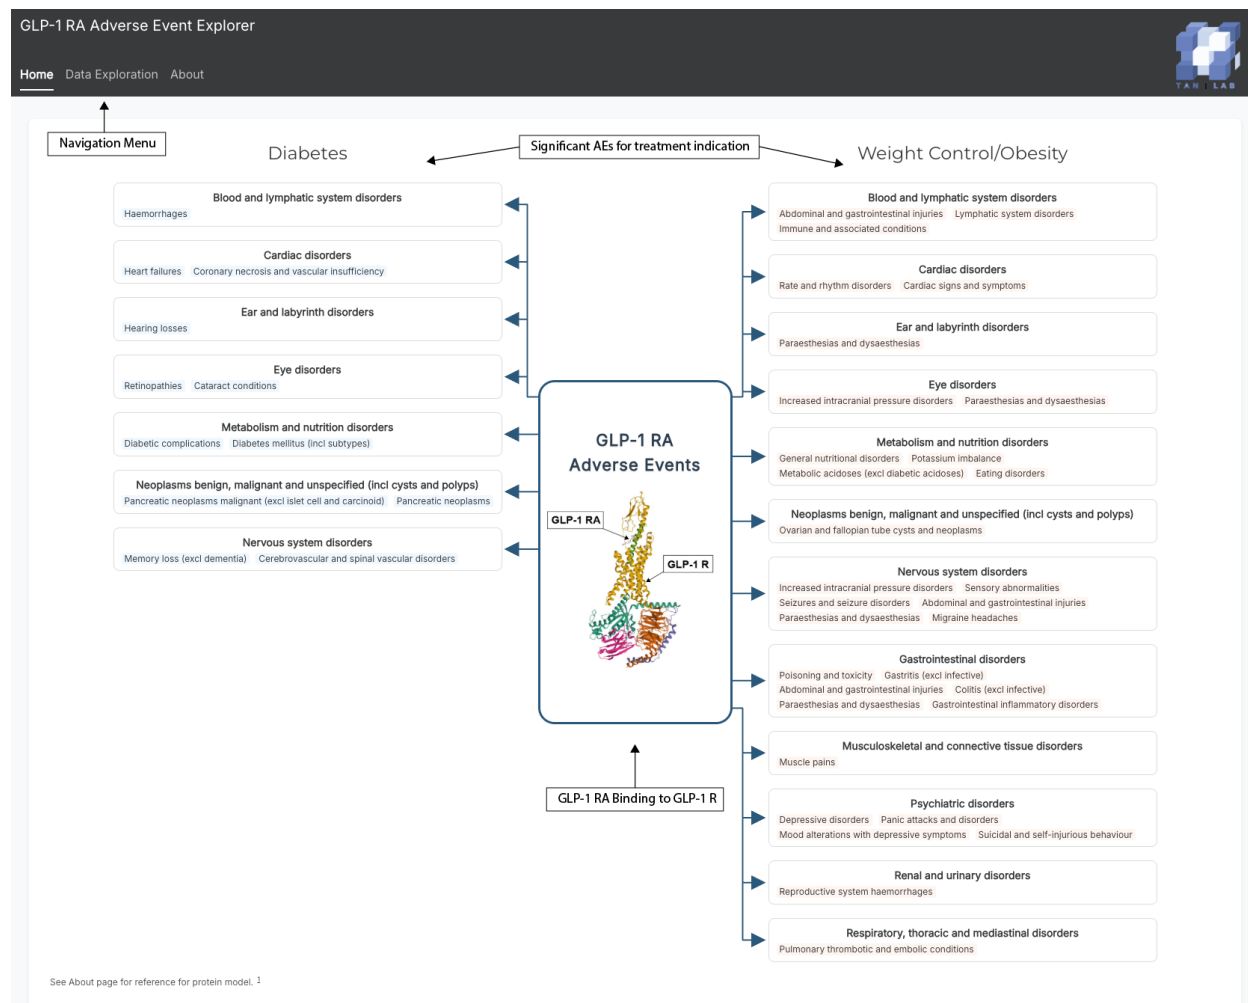 GLP-1 RA Adverse Event Explorer
Home Data Exploration About
TAN | LAB
Navigation Menu
Significant AEs for treatment indication
Diabetes
Blood and lymphatic system disorders
Haemorrhages
Cardiac disorders
Heart failures Coronary necrosis and vascular insufficiency
Ear and labyrinth disorders
Hearing losses
Eye disorders
Retinopathies Cataract conditions
Metabolism and nutrition disorders
Diabetic complications Diabetes mellitus (incl subtypes)
Neoplasms benign, malignant and unspecified (incl cysts and polyps)
Pancreatic neoplasms malignant (excl islet cell and carcinoid) Pancreatic neoplasms
Nervous system disorders
Memory loss (excl dementia) Cerebrovascular and spinal vascular disorders
GLP-1 RA
Adverse Events
GLP-1 RA
GLP-1 R
GLP-1 RA Binding to GLP-1 R
Weight Control/Obesity
Blood and lymphatic system disorders
Abdominal and gastrointestinal injuries Lymphatic system disorders
Immune and associated conditions
Cardiac disorders
Rate and rhythm disorders Cardiac signs and symptoms
Ear and labyrinth disorders
Paraesthesias and dysaesthesias
Eye disorders
Increased intracranial pressure disorders Paraesthesias and dysaesthesias
Metabolism and nutrition disorders
General nutritional disorders Potassium imbalance
Metabolic acidoses (excl diabetic acidoses) Eating disorders
Neoplasms benign, malignant and unspecified (incl cysts and polyps)
Ovarian and fallopian tube cysts and neoplasms
Nervous system disorders
Increased intracranial pressure disorders Sensory abnormalities
Seizures and seizure disorders Abdominal and gastrointestinal injuries
Paraesthesias and dysaesthesias Migraine headaches
Gastrointestinal disorders
Poisoning and toxicity Gastritis (excl infective)
Abdominal and gastrointestinal injuries Colitis (excl infective)
Paraesthesias and dysaesthesias Gastrointestinal inflammatory disorders
Musculoskeletal and connective tissue disorders
Muscle pains
Psychiatric disorders
Depressive disorders Panic attacks and disorders
Mood alterations with depressive symptoms Suicidal and self-injurious behaviour
Renal and urinary disorders
Reproductive system haemorrhages
Respiratory, thoracic and mediastinal disorders
Pulmonary thrombotic and embolic conditions
See About page for reference for protein model. 1